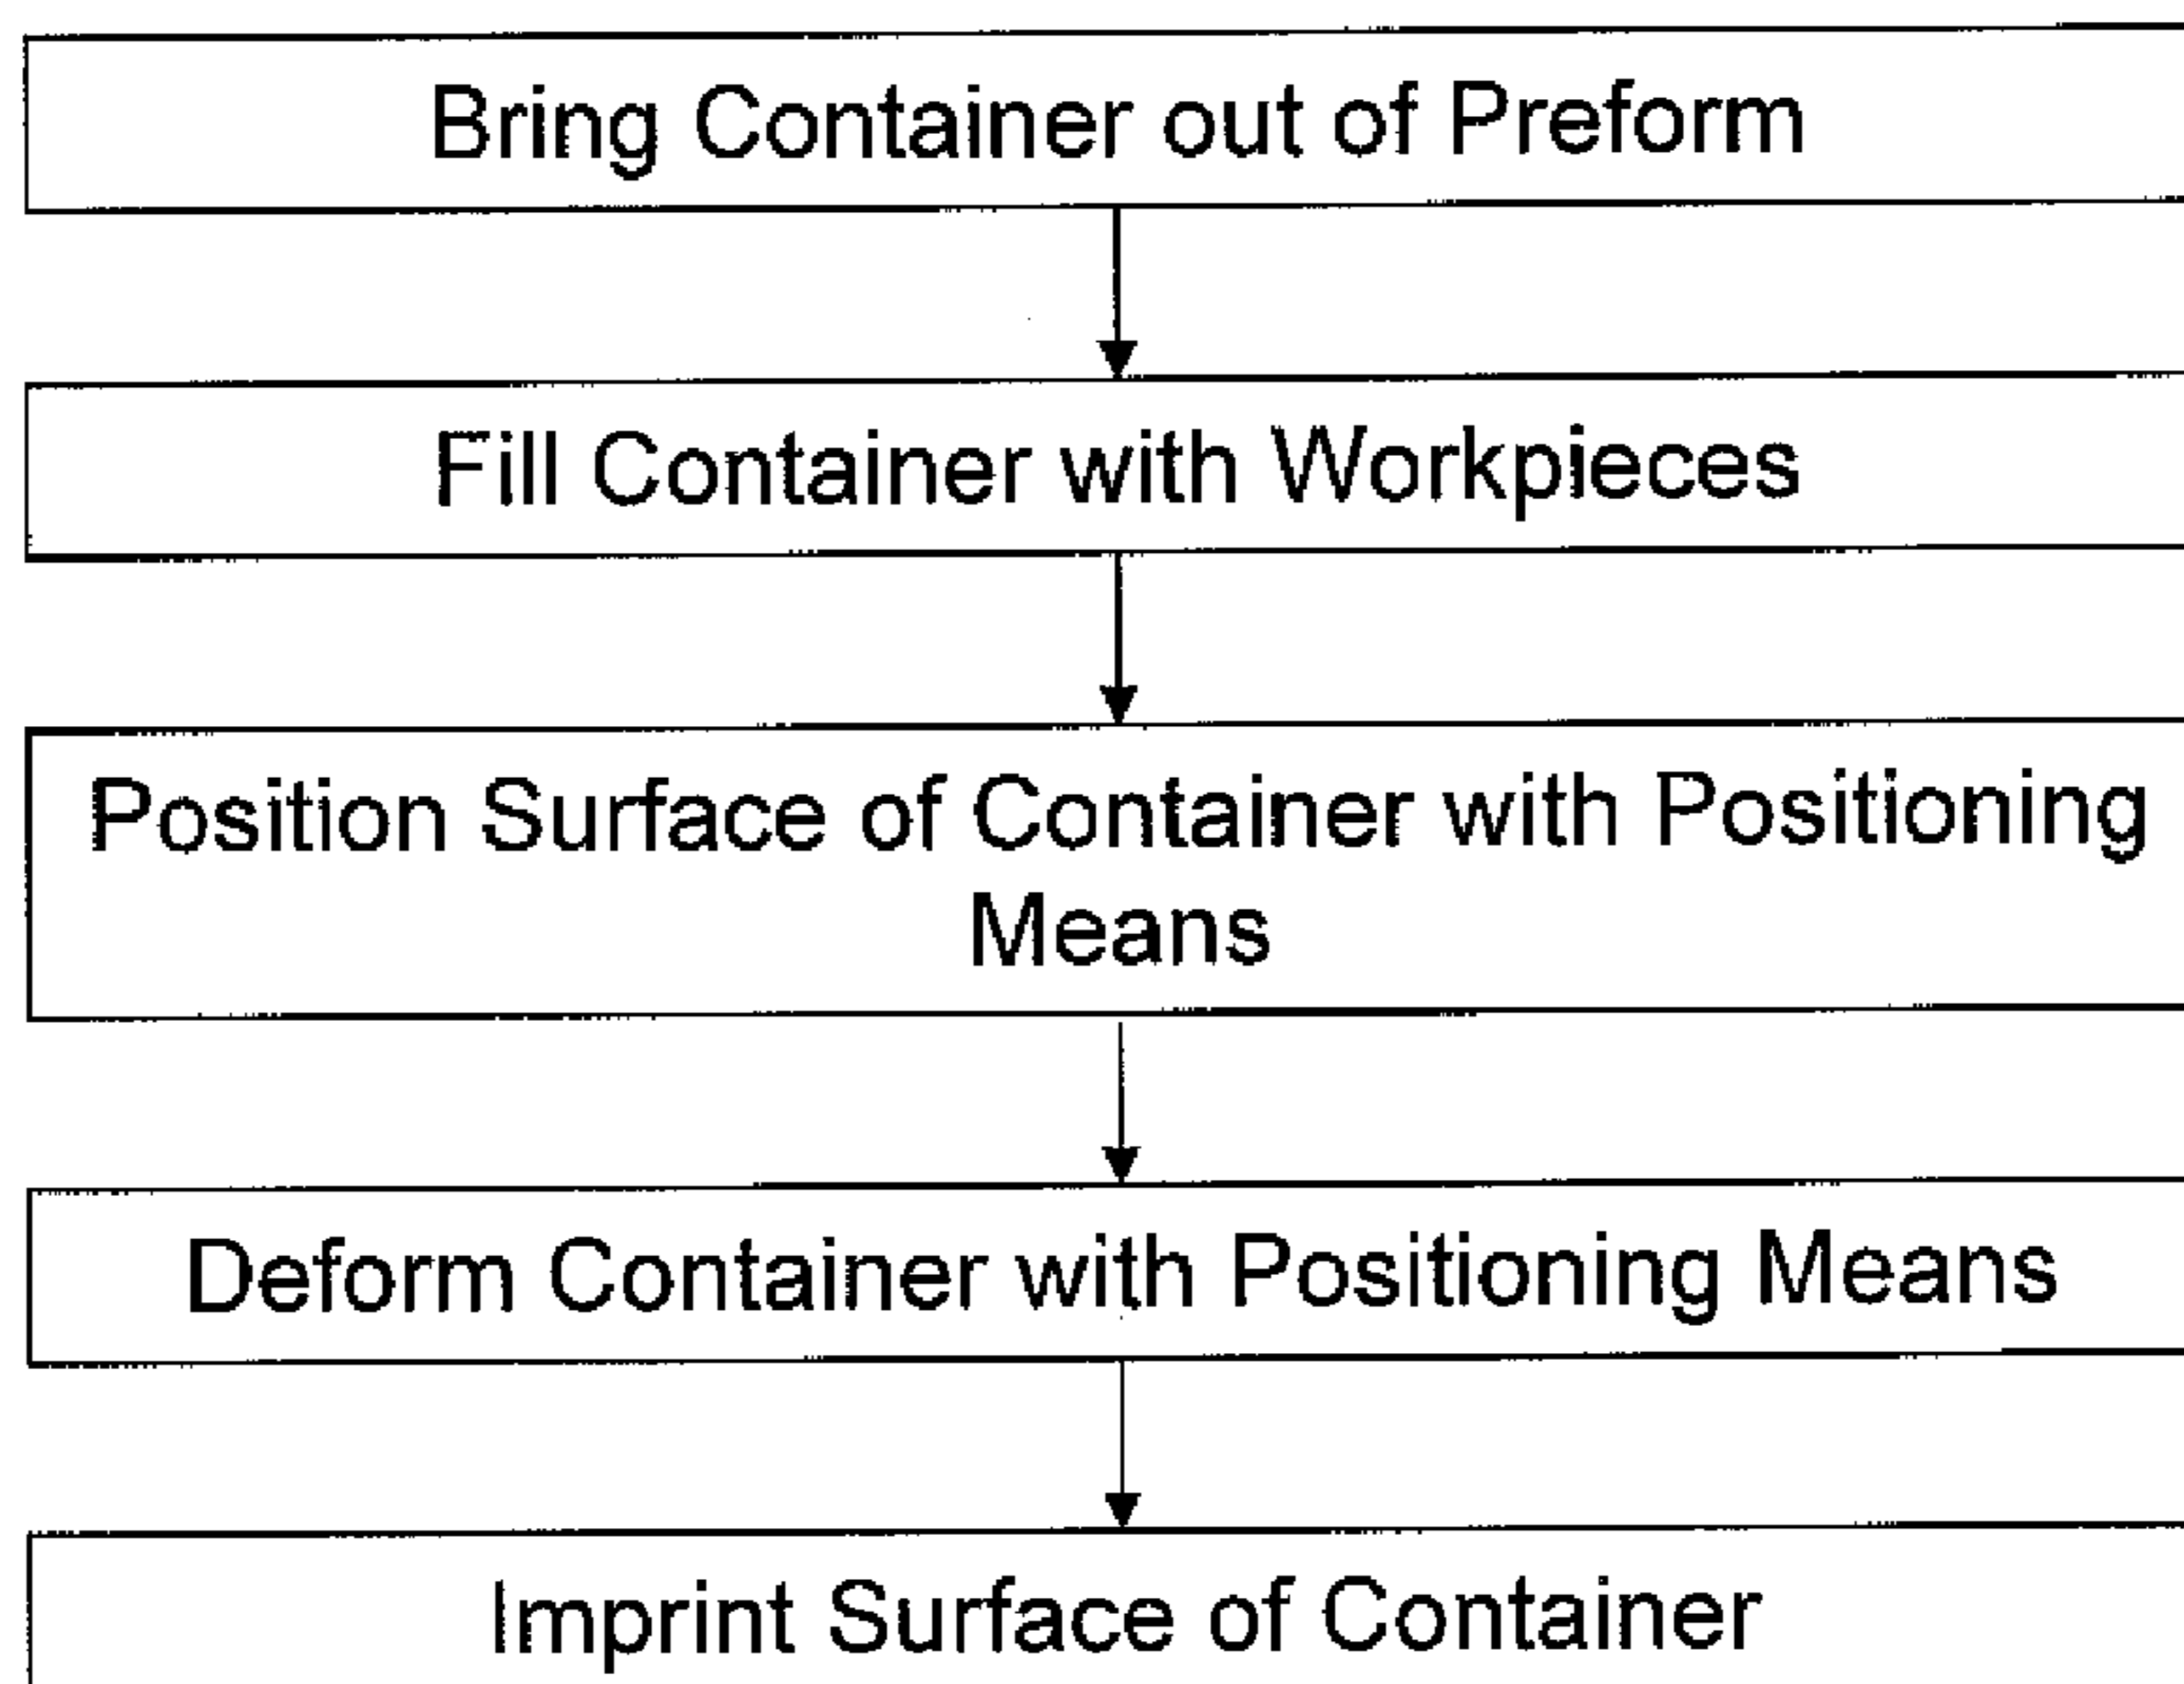 Bring Container out of Preform
Fill Container with Workpieces
Position Surface of Container with Positioning
Means
Deform Container with Positioning Means
Imprint Surface of Container